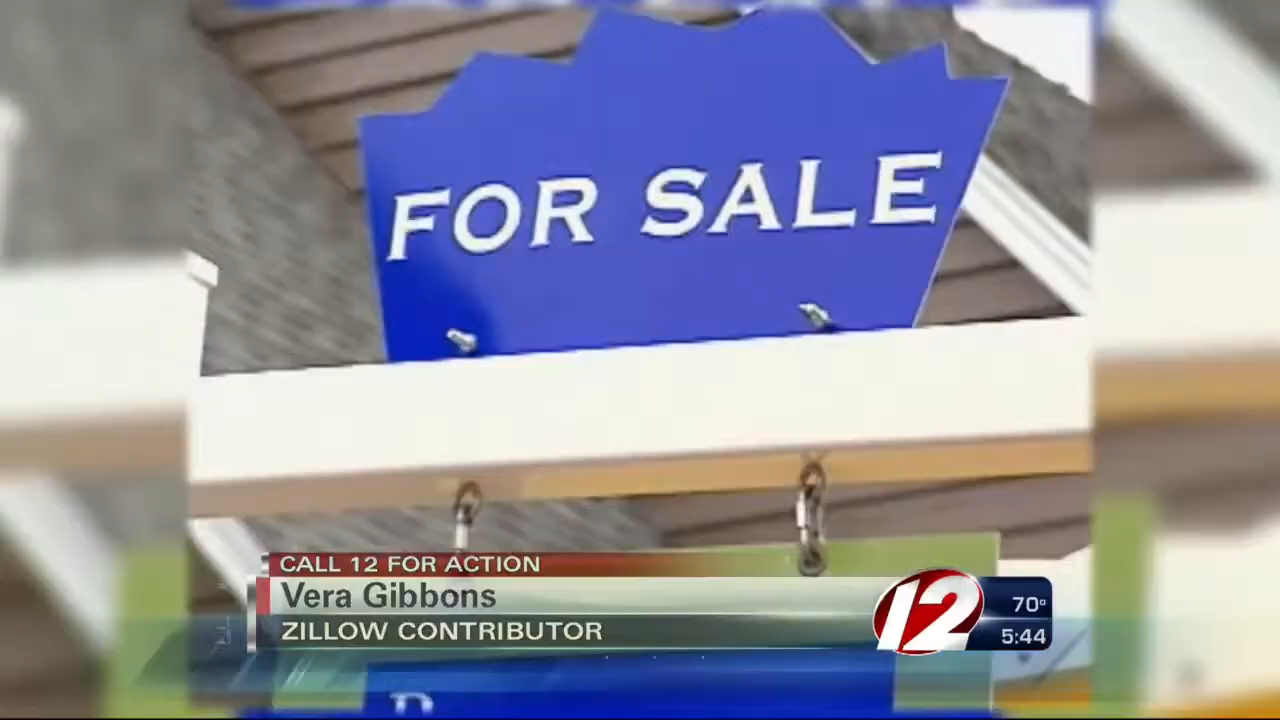 FOR SALE
CALL 12 FOR ACTION
Vera Gibbons
ZILLOW CONTRIBUTOR
12
70°
5:44